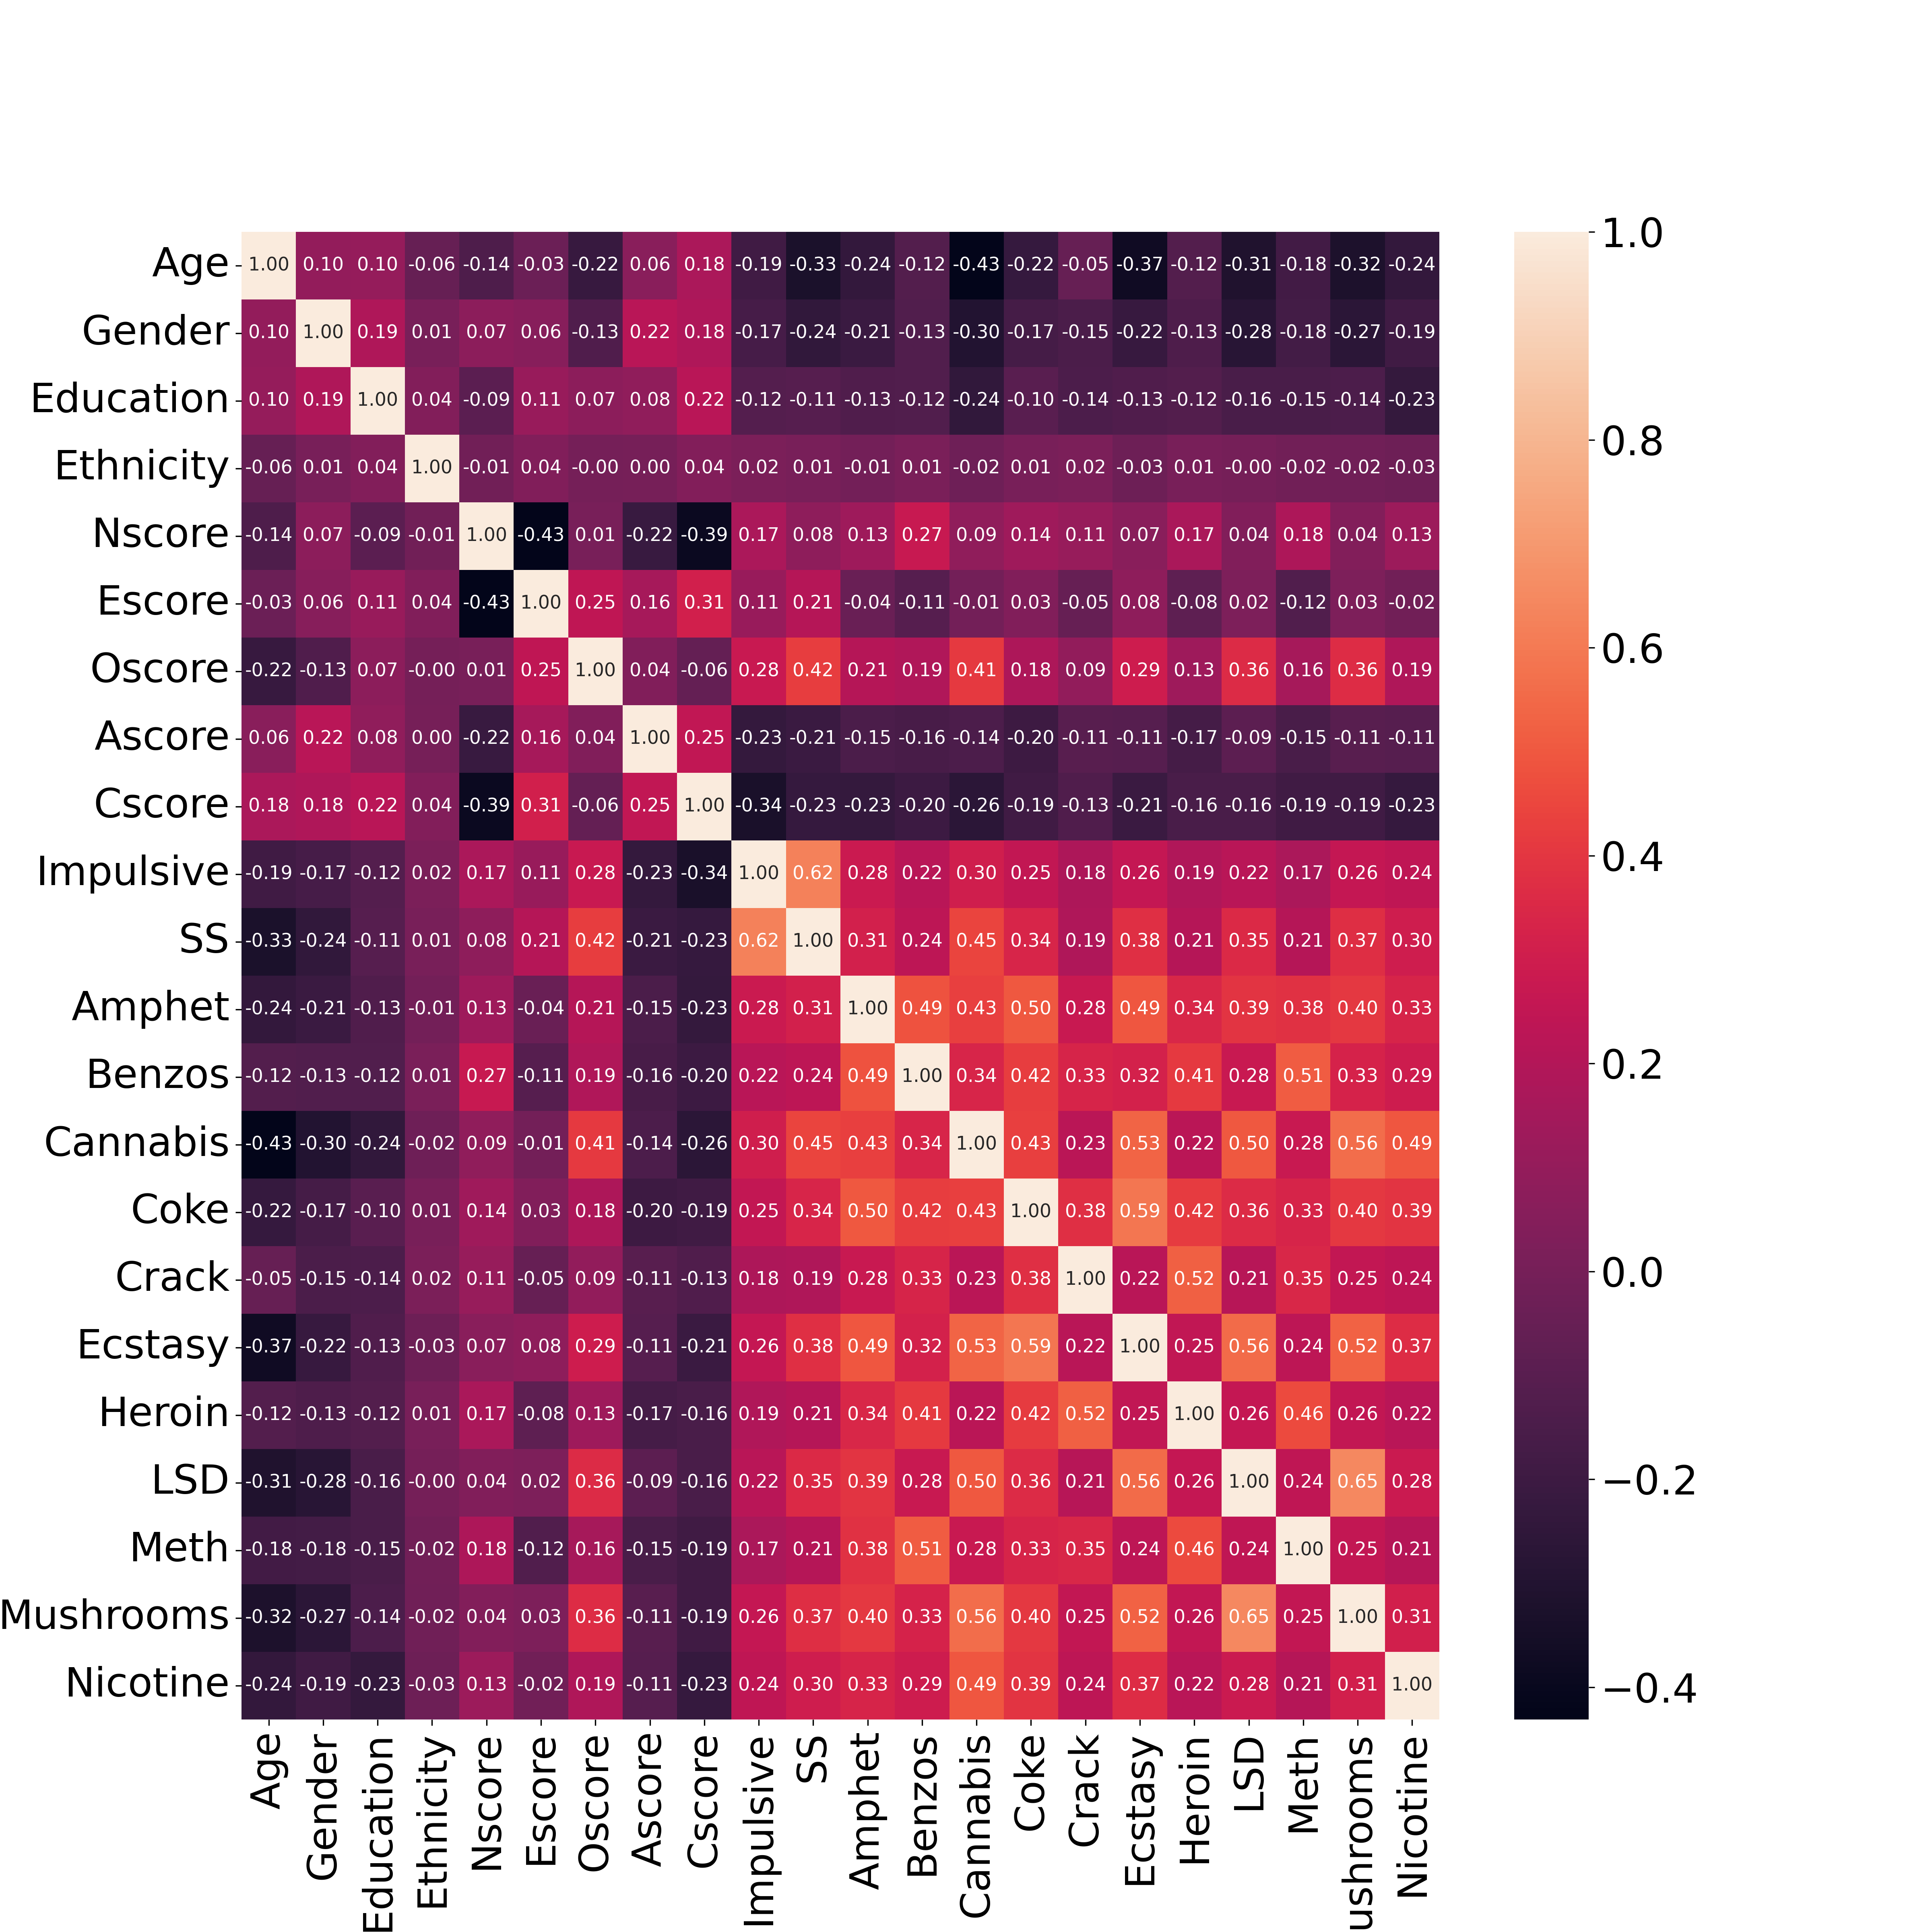 Age 1.00 0.10 0.10 -0.06 -0.14 -0.03 -0.22 0.06 0.18 -0.19 -0.33 -0.24 -0.12 -0.43 -0.22 -0.05 -0.37 -0.12 -0.31 -0.18 -0.32 -0.24
Gender 0.10 1.00 0.19 0.01 0.07 0.06 -0.13 0.22 0.18 -0.17 -0.24 -0.21 -0.13 -0.30 -0.17 -0.15 -0.22 -0.13 -0.28 -0.18 -0.27 -0.19
Education 0.10 0.19 1.00 0.04 -0.09 0.11 0.07 0.08 0.22 -0.12 -0.11 -0.13 -0.12 -0.24 -0.10 -0.14 -0.13 -0.12 -0.16 -0.15 -0.14 -0.23
Ethnicity -0.06 0.01 0.04 1.00 -0.01 0.04 -0.00 0.00 0.04 0.02 0.01 -0.01 0.01 -0.02 0.01 0.02 -0.03 0.01 -0.00 -0.02 -0.02 -0.03
Nscore -0.14 0.07 -0.09 -0.01 1.00 -0.43 0.01 -0.22 -0.39 0.17 0.08 0.13 0.27 0.09 0.14 0.11 0.07 0.17 0.04 0.18 0.04 0.13
Escore -0.03 0.06 0.11 0.04 -0.43 1.00 0.25 0.16 0.31 0.11 0.21 -0.04 -0.11 -0.01 0.03 -0.05 0.08 -0.08 0.02 -0.12 0.03 -0.02
Oscore -0.22 -0.13 0.07 -0.00 0.01 0.25 1.00 0.04 -0.06 0.28 0.42 0.21 0.19 0.41 0.18 0.09 0.29 0.13 0.36 0.16 0.36 0.19
Ascore 0.06 0.22 0.08 0.00 -0.22 0.16 0.04 1.00 0.25 -0.23 -0.21 -0.15 -0.16 -0.14 -0.20 -0.11 -0.11 -0.17 -0.09 -0.15 -0.11 -0.11
Cscore 0.18 0.18 0.22 0.04 -0.39 0.31 -0.06 0.25 1.00 -0.34 -0.23 -0.23 -0.20 -0.26 -0.19 -0.13 -0.21 -0.16 -0.16 -0.19 -0.19 -0.23
Impulsive -0.19 -0.17 -0.12 0.02 0.17 0.11 0.28 -0.23 -0.34 1.00 0.62 0.28 0.22 0.30 0.25 0.18 0.26 0.19 0.22 0.17 0.26 0.24
SS -0.33 -0.24 -0.11 0.01 0.08 0.21 0.42 -0.21 -0.23 0.62 1.00 0.31 0.24 0.45 0.34 0.19 0.38 0.21 0.35 0.21 0.37 0.30
Amphet -0.24 -0.21 -0.13 -0.01 0.13 -0.04 0.21 -0.15 -0.23 0.28 0.31 1.00 0.49 0.43 0.50 0.28 0.49 0.34 0.39 0.38 0.40 0.33
Benzos -0.12 -0.13 -0.12 0.01 0.27 -0.11 0.19 -0.16 -0.20 0.22 0.24 0.49 1.00 0.34 0.42 0.33 0.32 0.41 0.28 0.51 0.33 0.29
Cannabis -0.43 -0.30 -0.24 -0.02 0.09 -0.01 0.41 -0.14 -0.26 0.30 0.45 0.43 0.34 1.00 0.43 0.23 0.53 0.22 0.50 0.28 0.56 0.49
Coke -0.22 -0.17 -0.10 0.01 0.14 0.03 0.18 -0.20 -0.19 0.25 0.34 0.50 0.42 0.43 1.00 0.38 0.59 0.42 0.36 0.33 0.40 0.39
Crack -0.05 -0.15 -0.14 0.02 0.11 -0.05 0.09 -0.11 -0.13 0.18 0.19 0.28 0.33 0.23 0.38 1.00 0.22 0.52 0.21 0.35 0.25 0.24
Ecstasy -0.37 -0.22 -0.13 -0.03 0.07 0.08 0.29 -0.11 -0.21 0.26 0.38 0.49 0.32 0.53 0.59 0.22 1.00 0.25 0.56 0.24 0.52 0.37
Heroin -0.12 -0.13 -0.12 0.01 0.17 -0.08 0.13 -0.17 -0.16 0.19 0.21 0.34 0.41 0.22 0.42 0.52 0.25 1.00 0.26 0.46 0.26 0.22
LSD -0.31 -0.28 -0.16 -0.00 0.04 0.02 0.36 -0.09 -0.16 0.22 0.35 0.39 0.28 0.50 0.36 0.21 0.56 0.26 1.00 0.24 0.65 0.28
Meth -0.18 -0.18 -0.15 -0.02 0.18 -0.12 0.16 -0.15 -0.19 0.17 0.21 0.38 0.51 0.28 0.33 0.35 0.24 0.46 0.24 1.00 0.25 0.21
Mushrooms -0.32 -0.27 -0.14 -0.02 0.04 0.03 0.36 -0.11 -0.19 0.26 0.37 0.40 0.33 0.56 0.40 0.25 0.52 0.26 0.65 0.25 1.00 0.31
Nicotine -0.24 -0.19 -0.23 -0.03 0.13 -0.02 0.19 -0.11 -0.23 0.24 0.30 0.33 0.29 0.49 0.39 0.24 0.37 0.22 0.28 0.21 0.31 1.00
Age Gender Education Ethnicity Nscore Escore Oscore Ascore Cscore Impulsive SS Amphet Benzos Cannabis Coke Crack Ecstasy Heroin LSD Meth ushrooms Nicotine
1.0
0.8
0.6
0.4
0.2
0.0
−0.2
−0.4